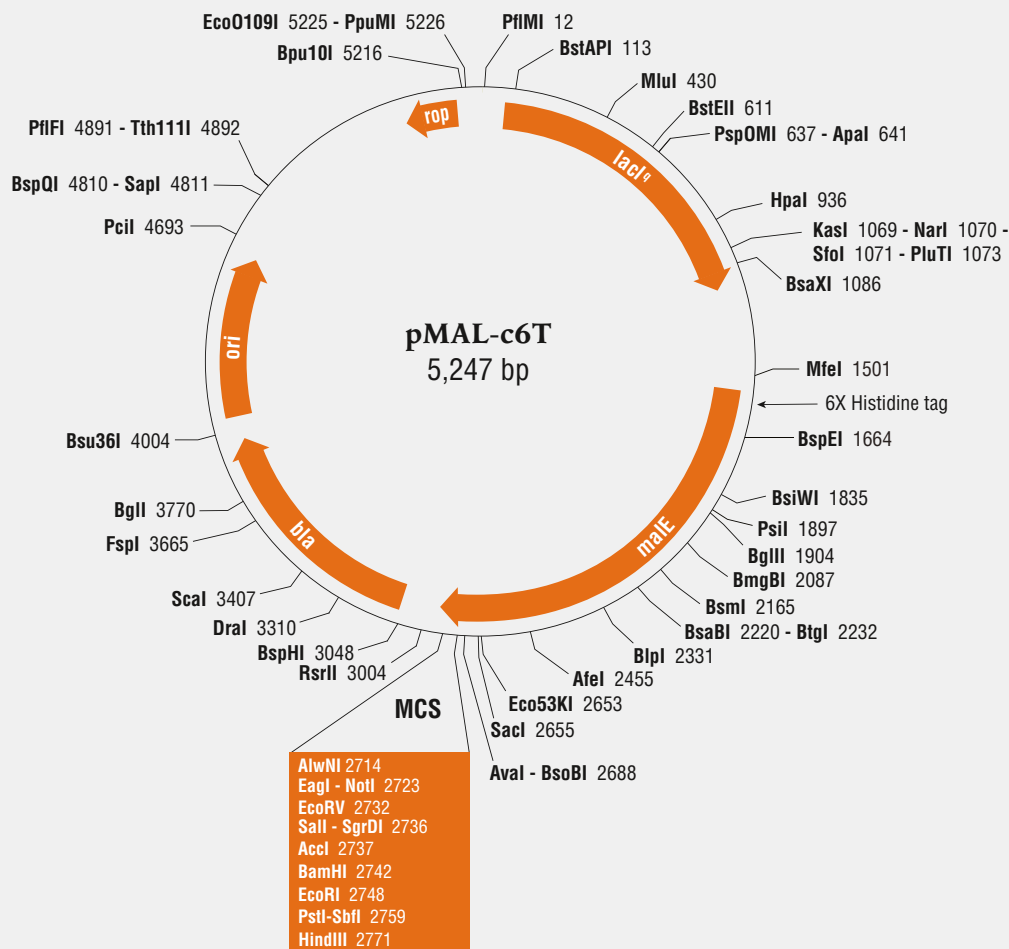 EcoO109I 5225 - PpuMI 5226
PflMI 12
Bpu10I 5216
BstAPI 113
MluI 430
BstEII 611
PspOMI 637 - ApaI 641
HpaI 936
KasI 1069 - NarI 1070 -
SfoI 1071 - PluTI 1073
BsaXI 1086
MfeI 1501
6X Histidine tag
BspEI 1664
BsiWI 1835
PsiI 1897
BglII 1904
BmgBI 2087
BsmI 2165
BsaBI 2220 - BtgI 2232
BlpI 2331
AfeI 2455
Eco53KI 2653
SacI 2655
AvaI - BsoBI 2688
MCS
AlwNI 2714
EagI - NotI 2723
EcoRV 2732
SalI - SgrDI 2736
AccI 2737
BamHI 2742
EcoRI 2748
PstI-SbfI 2759
HindIII 2771
RsrII 3004
BspHI 3048
DraI 3310
ScaI 3407
FspI 3665
BglI 3770
Bsu36I 4004
PciI 4693
BspQI 4810 - SapI 4811
PflFI 4891 - Tth111I 4892
rop
lacIq
malE
bla
ori
pMAL-c6T
5,247 bp